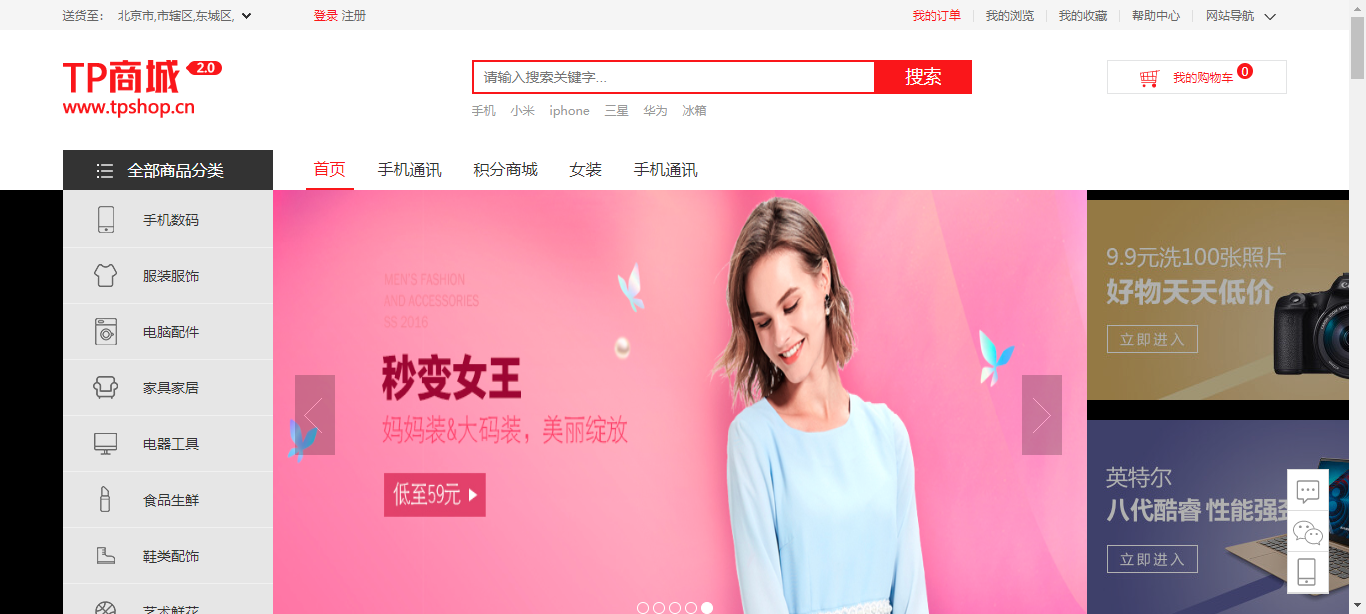 送货至： 北京市,市辖区,东城区,
登录 注册
我的订单 我的浏览 我的收藏 帮助中心 网站导航
TP商城 2.0
www.tpshop.cn
请输入搜索关键字...
搜索
手机 小米 iphone 三星 华为 冰箱
我的购物车 0
全部商品分类
首页 手机通讯 积分商城 女装 手机通讯
手机数码
服装服饰
电脑配件
家具家居
电器工具
食品生鲜
鞋类配饰
艺术鲜花
MEN'S FASHION
AND ACCESSORIES
SS 2016
秒变女王
妈妈装&大码装，美丽绽放
低至59元
9.9元洗100张照片
好物天天低价
立即进入
英特尔
八代酷睿 性能强劲
立即进入